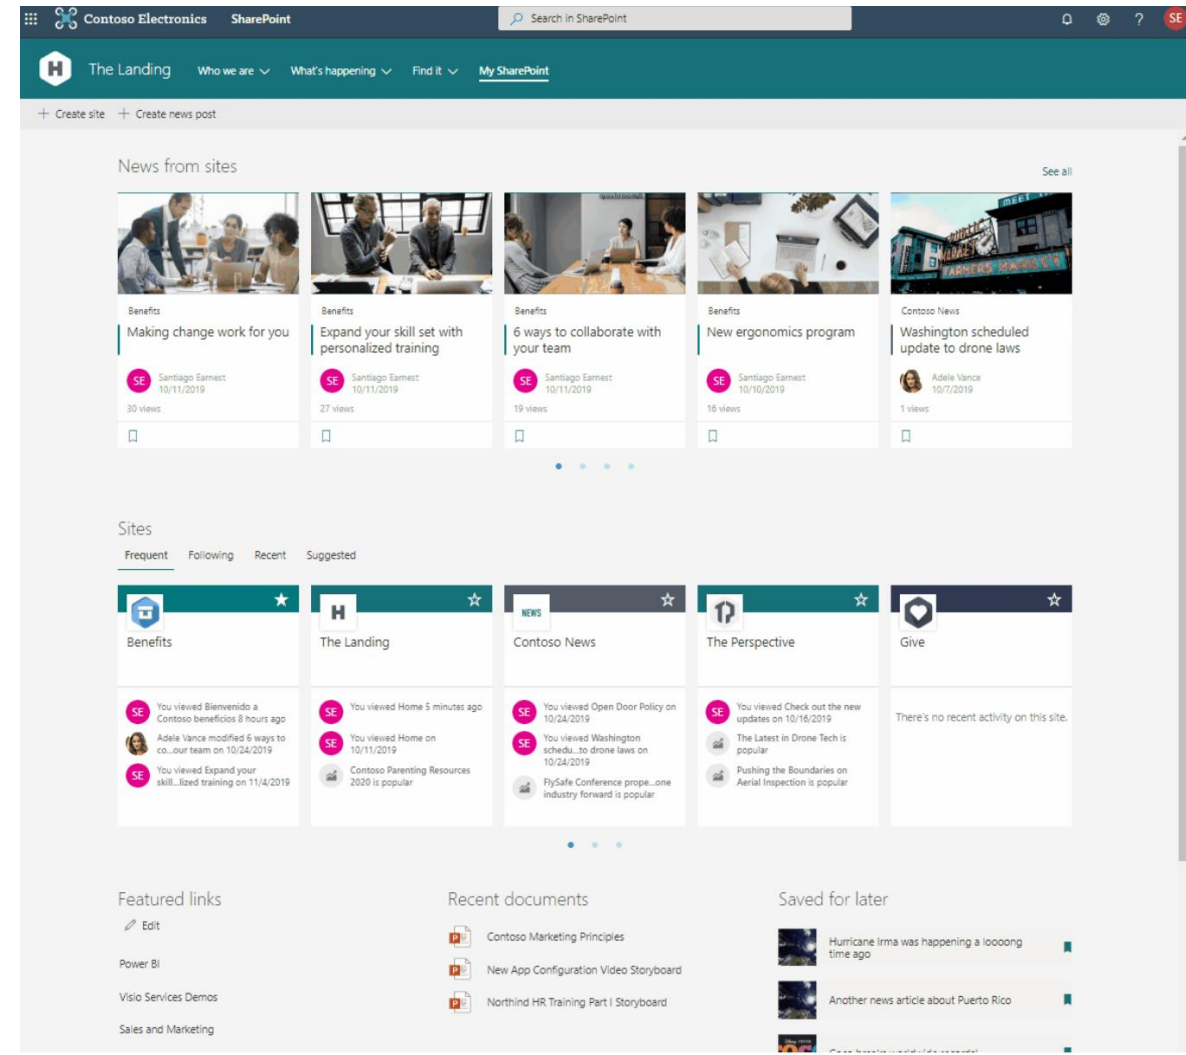 Contoso Electronics SharePoint Search in SharePoint ? SE
H The Landing Who we are What's happening Find it My SharePoint
+ Create site + Create news post
News from sites
See all
Benefits
Making change work for you
SE Santiago Earnest
10/11/2019
30 views
Benefits
Expand your skill set with
personalized training
SE Santiago Earnest
10/11/2019
27 views
Benefits
6 ways to collaborate with
your team
SE Santiago Earnest
10/11/2019
19 views
Benefits
New ergonomics program
SE Santiago Earnest
10/10/2019
16 views
MEET
PUBLIC
MARKET
FARMERS MARKET
Contoso News
Washington scheduled
update to drone laws
Adele Vance
10/7/2019
1 views
Sites
Frequent Following Recent Suggested
Benefits
SE You viewed Bienvenido a
Contoso beneficios 8 hours ago
Adele Vance modified 6 ways to
co...our team on 10/24/2019
SE You viewed Expand your
skill...lized training on 11/4/2019
H
The Landing
SE You viewed Home 5 minutes ago
SE You viewed Home on
10/11/2019
Contoso Parenting Resources
2020 is popular
NEWS
Contoso News
SE You viewed Open Door Policy on
10/24/2019
SE You viewed Washington
schedu...to drone laws on
10/24/2019
FlySafe Conference prope...one
industry forward is popular
The Perspective
SE You viewed Check out the new
updates on 10/16/2019
The Latest in Drone Tech is
popular
Pushing the Boundaries on
Aerial Inspection is popular
Give
There's no recent activity on this site.
Featured links
Edit
Power BI
Visio Services Demos
Sales and Marketing
Recent documents
Contoso Marketing Principles
New App Configuration Video Storyboard
Northind HR Training Part I Storyboard
Saved for later
Hurricane Irma was happening a loooong
time ago
Another news article about Puerto Rico